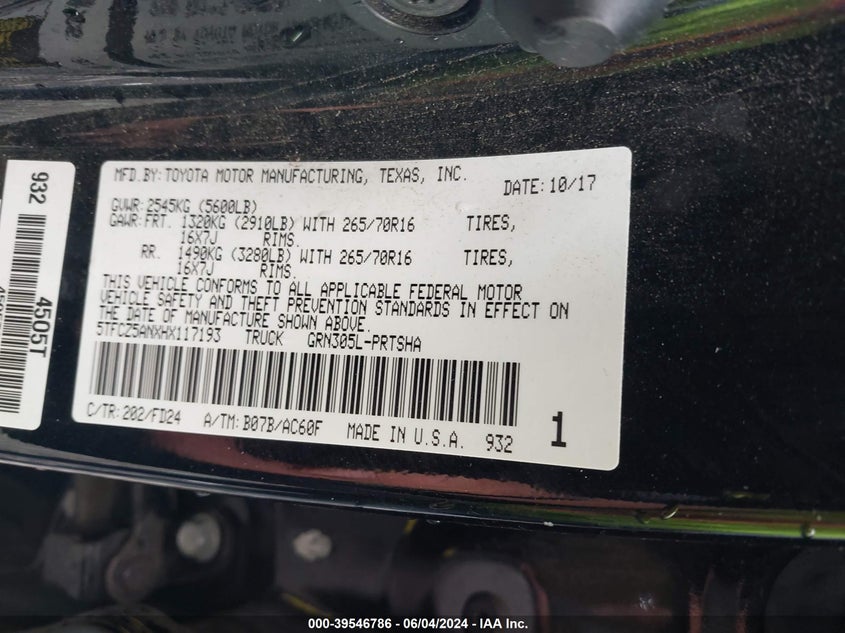 MFD.BY:TOYOTA MOTOR MANUFACTURING, TEXAS, INC. DATE:10/17
GVWR:2545KG (5600LB)
GAWR:FRT. 1320KG (2910LB) WITH 265/70R16 TIRES,
16X7J RIMS.
RR. 1490KG (3280LB) WITH 265/70R16 TIRES,
16X7J RIMS.
THIS VEHICLE CONFORMS TO ALL APPLICABLE FEDERAL MOTOR
VEHICLE SAFETY AND THEFT PREVENTION STANDARDS IN EFFECT ON
THE DATE OF MANUFACTURE SHOWN ABOVE.
5TFCZ5ANXHX117193 TRUCK GRN305L-PRTSHA
C/TR:202/FD24 A/TM:B07B/AC60F MADE IN U.S.A. 932 1
932 4505T
000-39546786 - 06/04/2024 - IAA Inc.